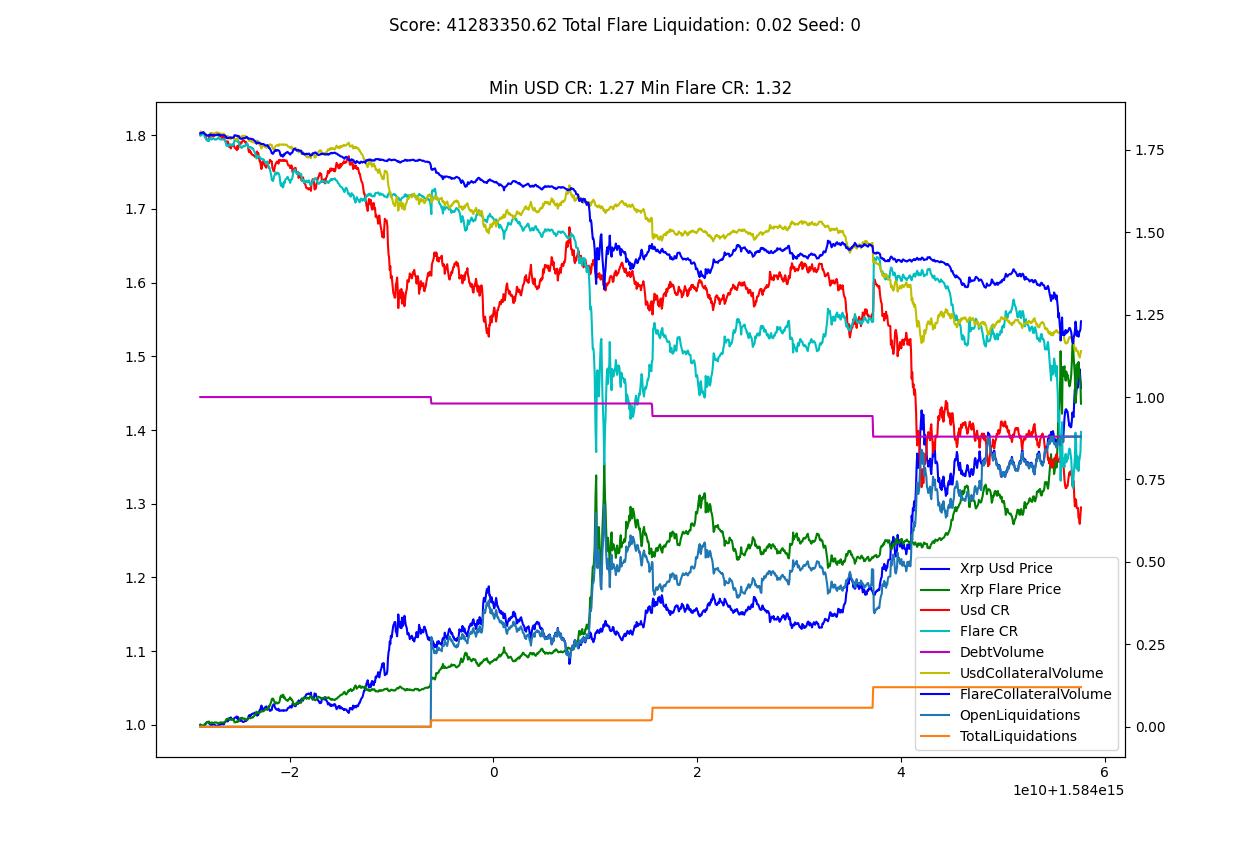 Score: 41283350.62 Total Flare Liquidation: 0.02 Seed: 0
Min USD CR: 1.27 Min Flare CR: 1.32
1.8
1.7
1.6
1.5
1.4
1.3
1.2
1.1
1.0
1.75
1.50
1.25
1.00
0.75
0.50
0.25
0.00
Xrp Usd Price
Xrp Flare Price
Usd CR
Flare CR
DebtVolume
UsdCollateralVolume
FlareCollateralVolume
OpenLiquidations
TotalLiquidations
−2 0 2 4 6
1e10+1.584e15